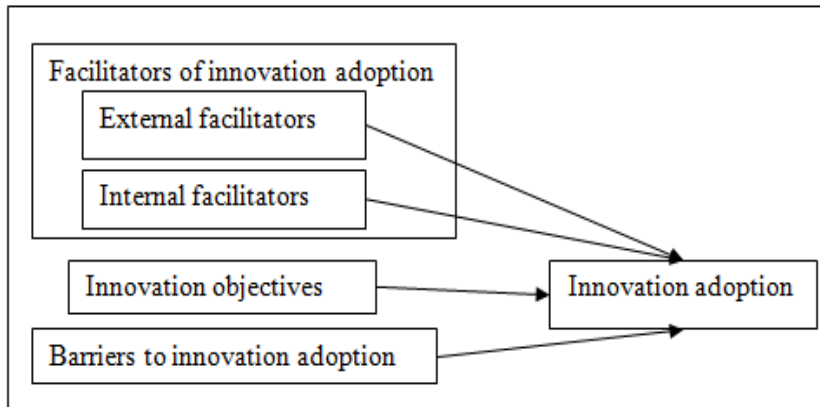 Facilitators of innovation adoption
External facilitators
Internal facilitators
Innovation objectives
Innovation adoption
Barriers to innovation adoption